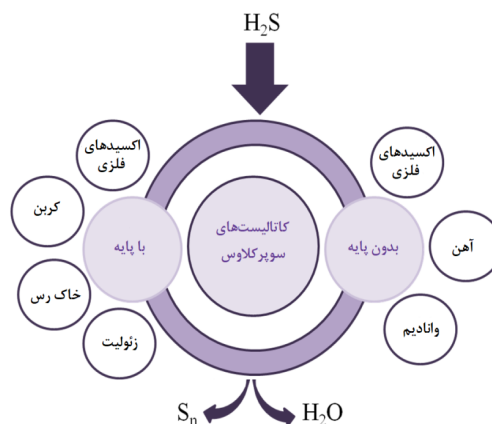 H₂S
اکسیدهای
فلزی
کربن
خاک رس
زئولیت
با پایه
کاتالیست‌های
سوپرکلاوس
بدون پایه
اکسیدهای
فلزی
آهن
وانادیم
Sₙ
H₂O